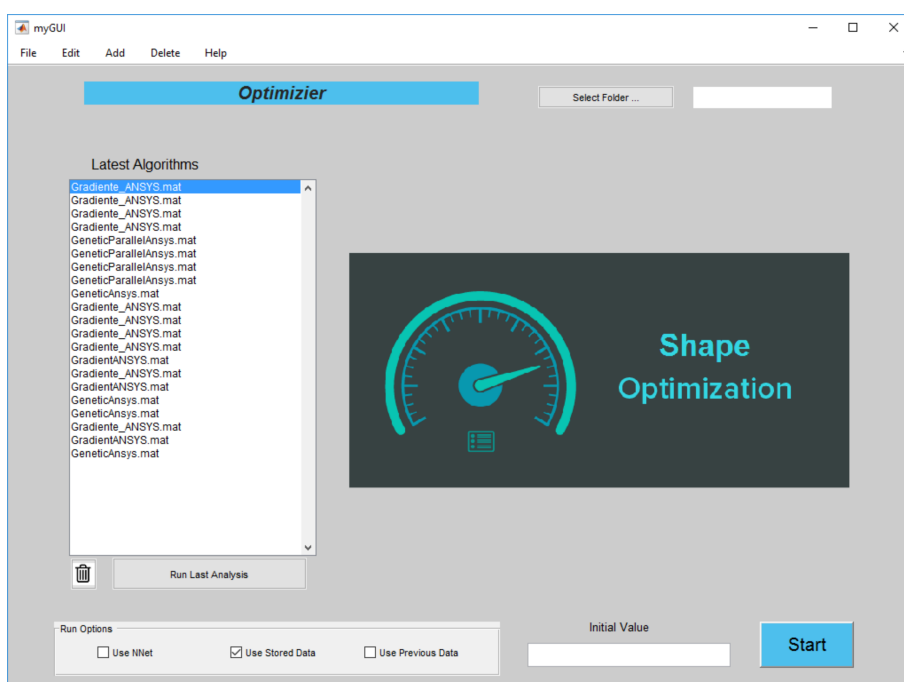 myGUI
File Edit Add Delete Help
Optimizier
Select Folder ...
Latest Algorithms
Gradiente_ANSYS.mat
Gradiente_ANSYS.mat
Gradiente_ANSYS.mat
Gradiente_ANSYS.mat
GeneticParallelAnsys.mat
GeneticParallelAnsys.mat
GeneticParallelAnsys.mat
GeneticParallelAnsys.mat
GeneticAnsys.mat
Gradiente_ANSYS.mat
Gradiente_ANSYS.mat
Gradiente_ANSYS.mat
Gradiente_ANSYS.mat
GradientANSYS.mat
Gradiente_ANSYS.mat
GradientANSYS.mat
GeneticAnsys.mat
GeneticAnsys.mat
Gradiente_ANSYS.mat
GradientANSYS.mat
GeneticAnsys.mat
Shape
Optimization
Run Last Analysis
Run Options
Use NNet
Use Stored Data
Use Previous Data
Initial Value
Start